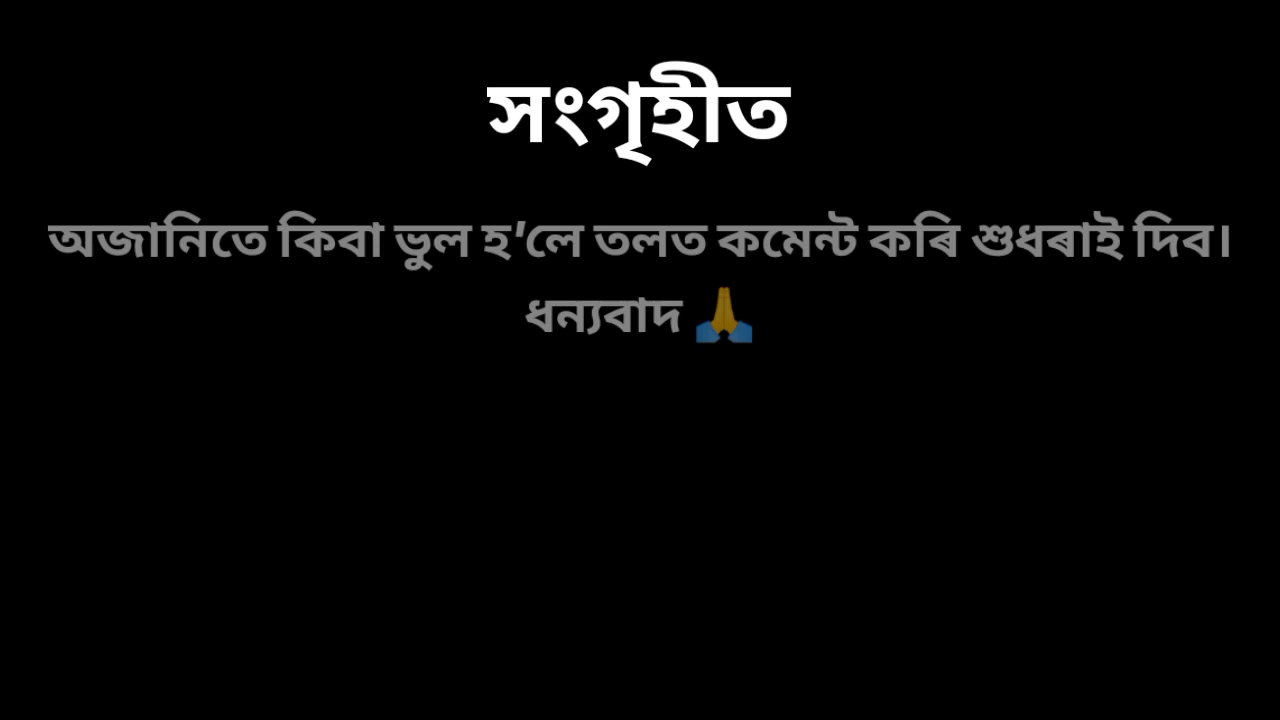 সংগৃহীত
অজানিতে কিবা ভুল হ'লে তলত কমেন্ট কৰি শুধৰাই দিব।
ধন্যবাদ 🙏